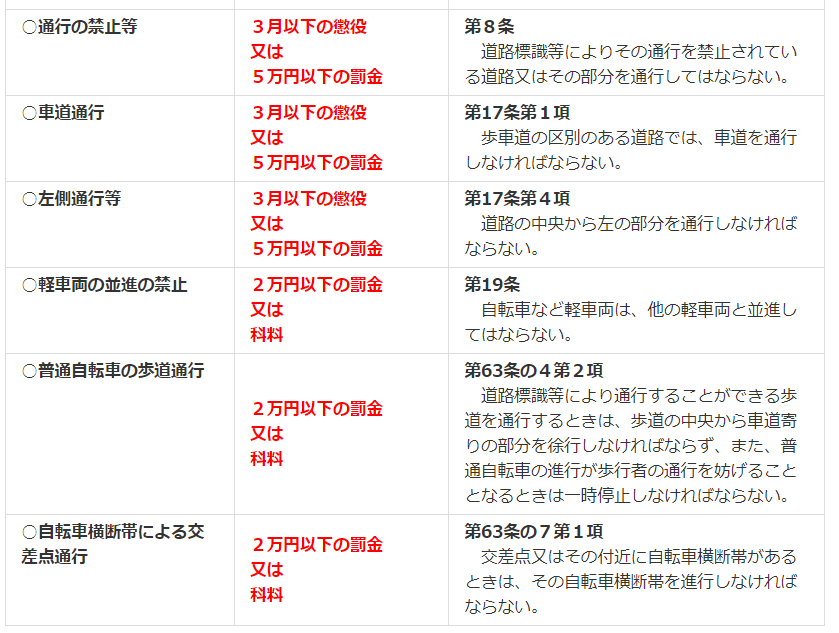 ○通行の禁止等
３月以下の懲役
又は
５万円以下の罰金
第８条
　道路標識等によりその通行を禁止されてい
る道路又はその部分を通行してはならない。
○車道通行
３月以下の懲役
又は
５万円以下の罰金
第17条第１項
　歩車道の区別のある道路では、車道を通行
しなければならない。
○左側通行等
３月以下の懲役
又は
５万円以下の罰金
第17条第４項
　道路の中央から左の部分を通行しなければ
ならない。
○軽車両の並進の禁止
２万円以下の罰金
又は
科料
第19条
　自転車など軽車両は、他の軽車両と並進し
てはならない。
○普通自転車の歩道通行
２万円以下の罰金
又は
科料
第63条の４第２項
　道路標識等により通行することができる歩
道を通行するときは、歩道の中央から車道寄
りの部分を徐行しなければならず、また、普
通自転車の進行が歩行者の通行を妨げること
となるときは一時停止しなければならない。
○自転車横断帯による交
差点通行
２万円以下の罰金
又は
科料
第63条の７第１項
　交差点又はその付近に自転車横断帯がある
ときは、その自転車横断帯を進行しなければ
ならない。